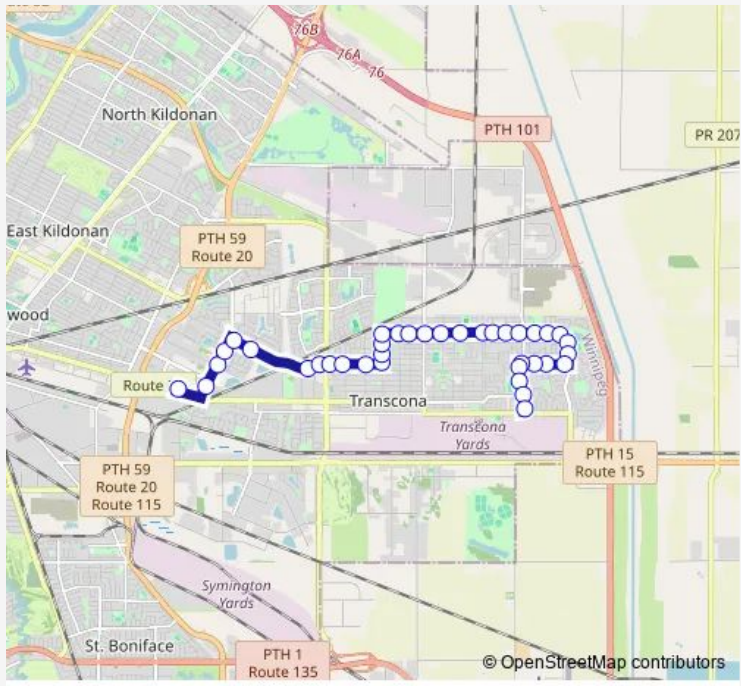 76B
76A
76
North Kildonan
PTH 101
PR 207
East Kildonan
PTH 59
Route 20
wood
Winnipeg
Route
Transcona
Transcona
Yards
PTH 59
Route 20
Route 115
PTH 15
Route 115
Symington
Yards
St. Boniface
PTH 1
Route 135
© OpenStreetMap contributors